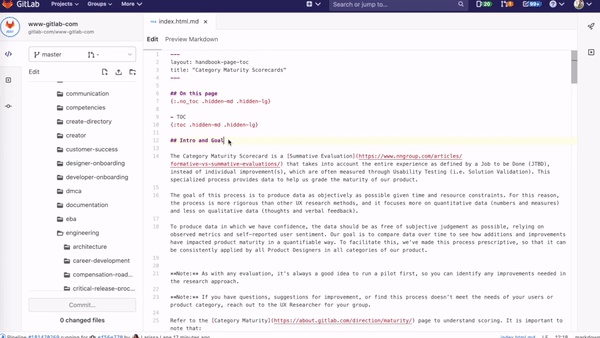 GitLab
Projects
Groups
More
Search or jump to...
20
1
99+
www-gitlab-com
gitlab-com/www-gitlab-com
index.html.md
master
Edit
Preview Markdown
Edit
communication
competencies
create-directory
creator
customer-success
designer-onboarding
developer-onboarding
dmca
documentation
eba
engineering
architecture
career-development
compensation-road...
critical-release-proc...
Commit...
0 changed files
1 ---
2 layout: handbook-page-toc
3 title: "Category Maturity Scorecards"
4 ---
5
6 ## On this page
7 {:.no_toc .hidden-md .hidden-lg}
8
9 - TOC
10 {:toc .hidden-md .hidden-lg}
11
12 ## Intro and Goal
13
14 The Category Maturity Scorecard is a [Summative Evaluation](https://www.nngroup.com/articles/
formative-vs-summative-evaluations/) that takes into account the entire experience as defined by a Job to be Done (JTBD),
instead of individual improvement(s), which are often measured through Usability Testing (i.e. Solution Validation). This
specialized process provides data to help us grade the maturity of our product.
15
16 The goal of this process is to produce data as objectively as possible given time and resource constraints. For this reason,
the process is more rigorous than other UX research methods, and it focuses more on quantitative data (numbers and measures)
and less on qualitative data (thoughts and verbal feedback).
17
18 To produce data in which we have confidence, the data should be as free of subjective judgement as possible, relying on
observed metrics and self-reported user sentiment. Our goal is to compare data over time to see how additions and improvements
have impacted product maturity in a quantifiable way. To facilitate this, we've made this process prescriptive, so that it can
be consistently applied by all Product Designers in all categories of our product.
19
20
21 **Note:** As with any evaluation, it's always a good idea to run a pilot first, so you can identify any improvements needed in
the research approach.
22
23 **Note:** If you have questions, suggestions for improvement, or find this process doesn't meet the needs of your users or
product category, reach out to the UX Researcher for your group.
24
25 Refer to the [Category Maturity](https://about.gitlab.com/direction/maturity/) page to understand scoring. It is important to
note that: